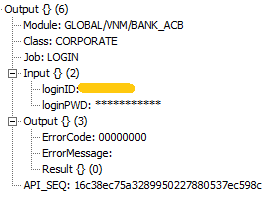 Output {} (6)
Module: GLOBAL/VNM/BANK_ACB
Class: CORPORATE
Job: LOGIN
Input {} (2)
loginID:
loginPWD: ***********
Output {} (3)
ErrorCode: 00000000
ErrorMessage:
Result {} (0)
API_SEQ: 16c38ec75a3289950227880537ec598c